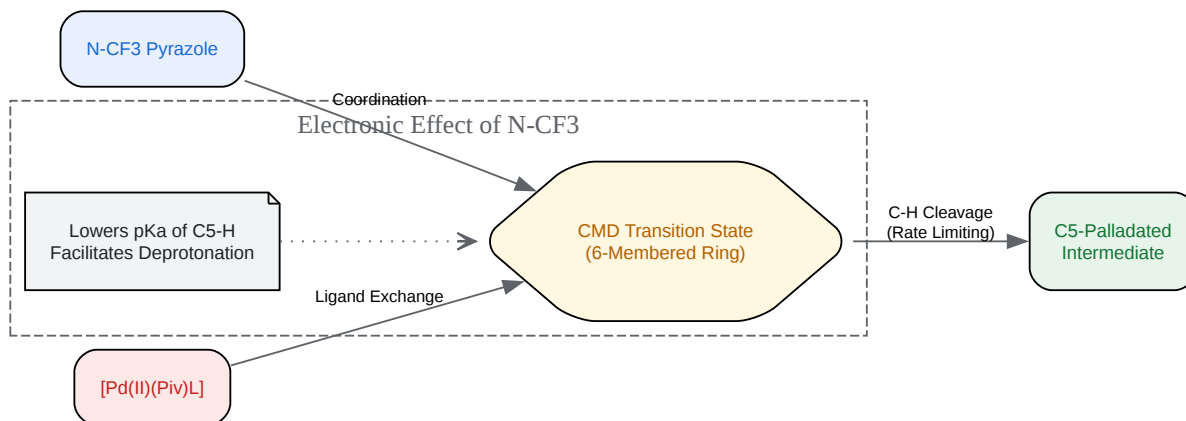 N-CF3 Pyrazole
Coordination
Electronic Effect of N-CF3
Lowers pKa of C5-H
Facilitates Deprotonation
CMD Transition State
(6-Membered Ring)
C-H Cleavage
(Rate Limiting)
C5-Palladated
Intermediate
Ligand Exchange
[Pd(II)(Piv)L]